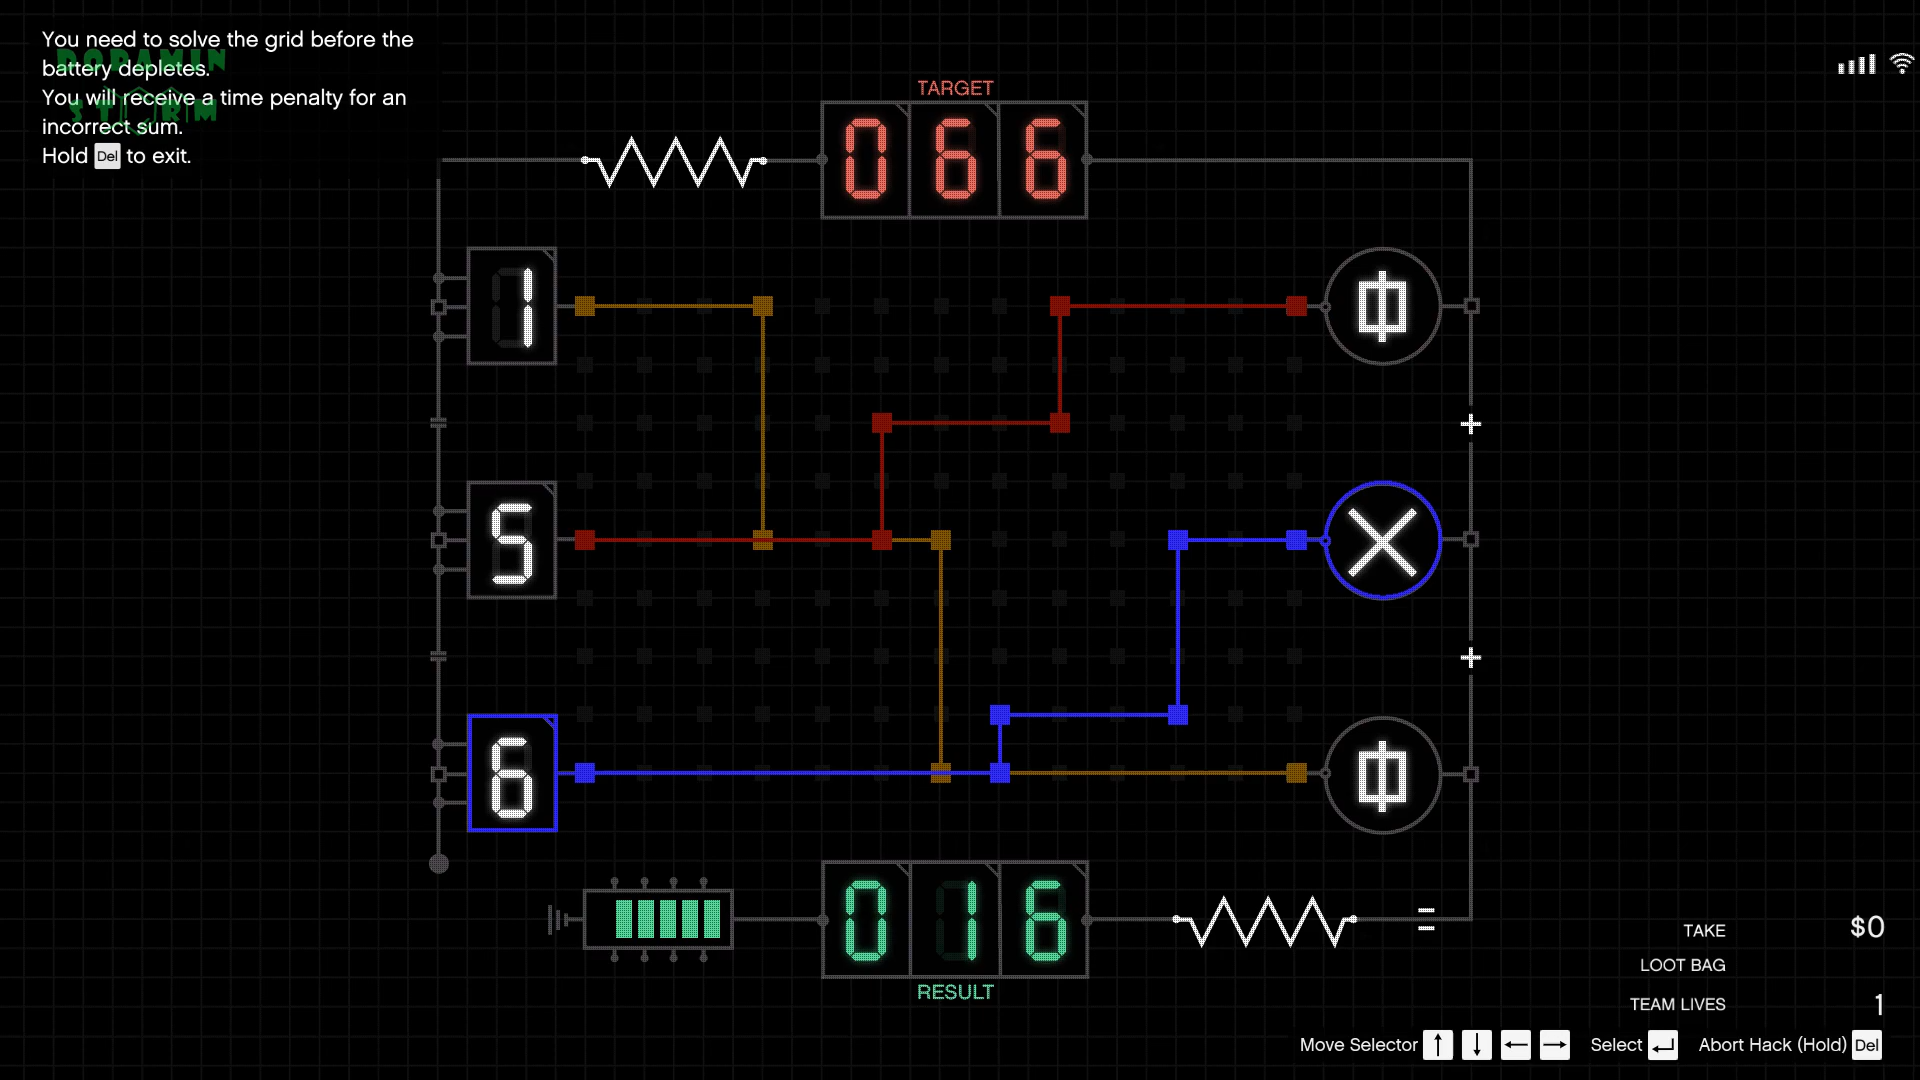 You need to solve the grid before the
battery depletes.
You will receive a time penalty for an
incorrect sum.
Hold Del to exit.
DOPAMIN
STORM
TARGET
066
1
5
+
6
+
016
=
RESULT
TAKE $0
LOOT BAG
TEAM LIVES 1
Move Selector ↑ ↓ ← → Select ↵ Abort Hack (Hold) Del